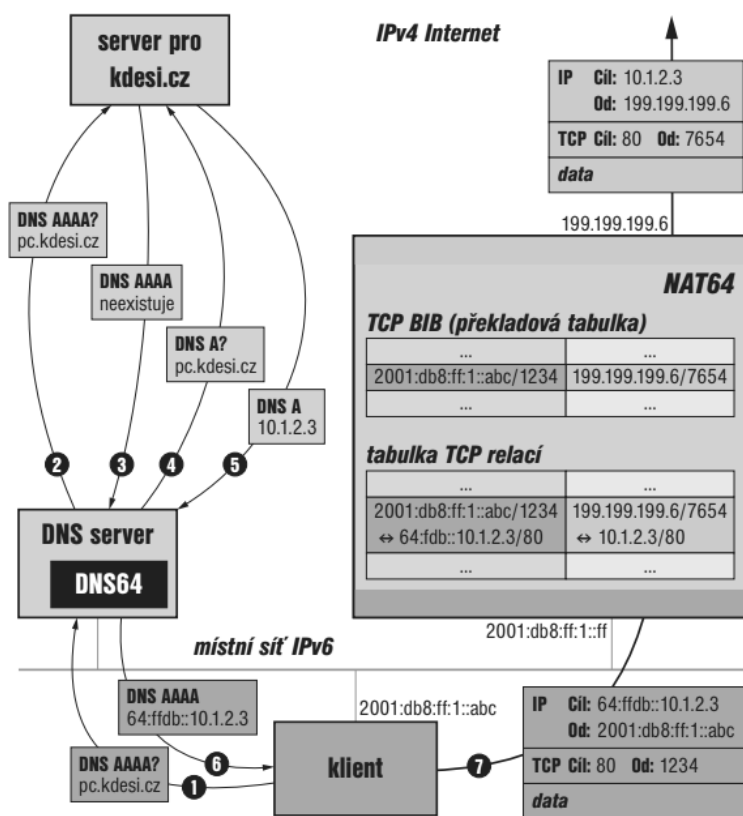 server pro
kdesi.cz
IPv4 Internet
IP Cíl: 10.1.2.3
Od: 199.199.199.6
TCP Cíl: 80 Od: 7654
data
199.199.199.6
DNS AAAA?
pc.kdesi.cz
DNS AAAA
neexistuje
DNS A?
pc.kdesi.cz
DNS A
10.1.2.3
2
3
4
5
NAT64
TCP BIB (překladová tabulka)
... ...
2001:db8:ff:1::abc/1234 199.199.199.6/7654
... ...
tabulka TCP relací
... ...
2001:db8:ff:1::abc/1234 199.199.199.6/7654
↔ 64:fdb::10.1.2.3/80 ↔ 10.1.2.3/80
... ...
DNS server
DNS64
2001:db8:ff:1::ff
místní síť IPv6
DNS AAAA
64:ffdb::10.1.2.3
6
DNS AAAA?
pc.kdesi.cz
1
2001:db8:ff:1::abc
klient
7
IP Cíl: 64:ffdb::10.1.2.3
Od: 2001:db8:ff:1::abc
TCP Cíl: 80 Od: 1234
data